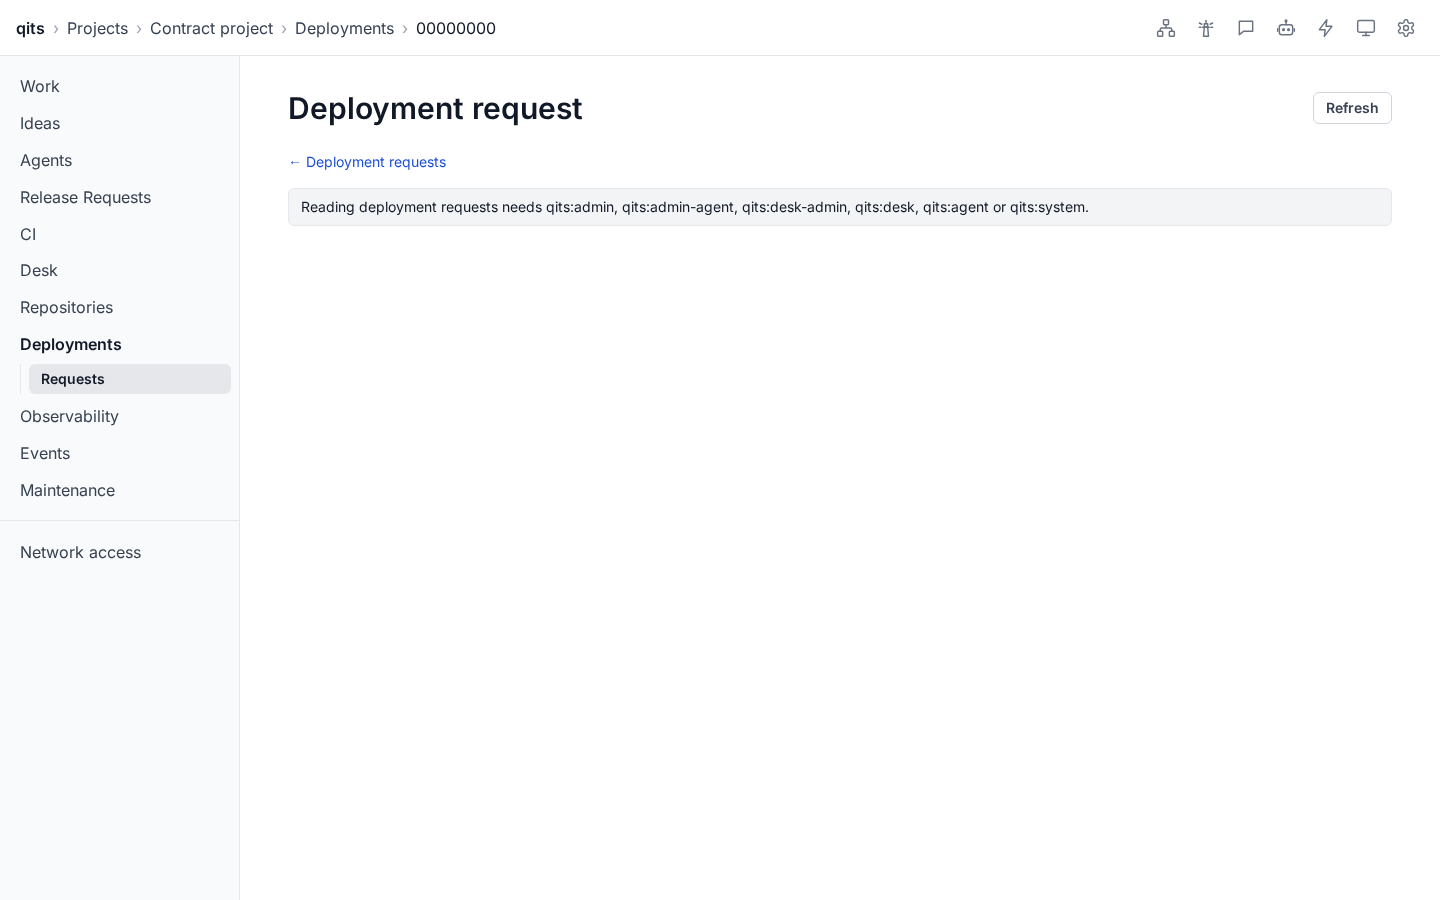 qits › Projects › Contract project › Deployments › 00000000
Work
Ideas
Agents
Release Requests
CI
Desk
Repositories
Deployments
Requests
Observability
Events
Maintenance
Network access
Deployment request
Refresh
← Deployment requests
Reading deployment requests needs qits:admin, qits:admin-agent, qits:desk-admin, qits:desk, qits:agent or qits:system.